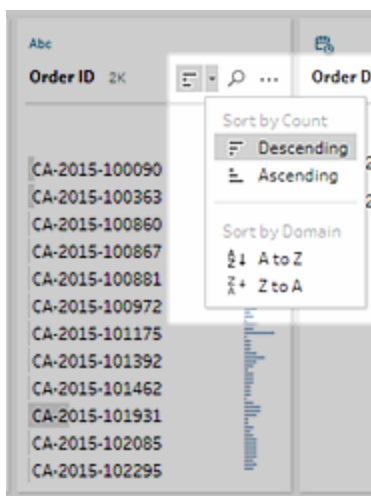 Abc
Order ID 2K
Order D
Sort by Count
Descending
Ascending
Sort by Domain
A to Z
Z to A
CA-2015-100090
CA-2015-100363
CA-2015-100860
CA-2015-100867
CA-2015-100881
CA-2015-100972
CA-2015-101175
CA-2015-101392
CA-2015-101462
CA-2015-101931
CA-2015-102085
CA-2015-102295